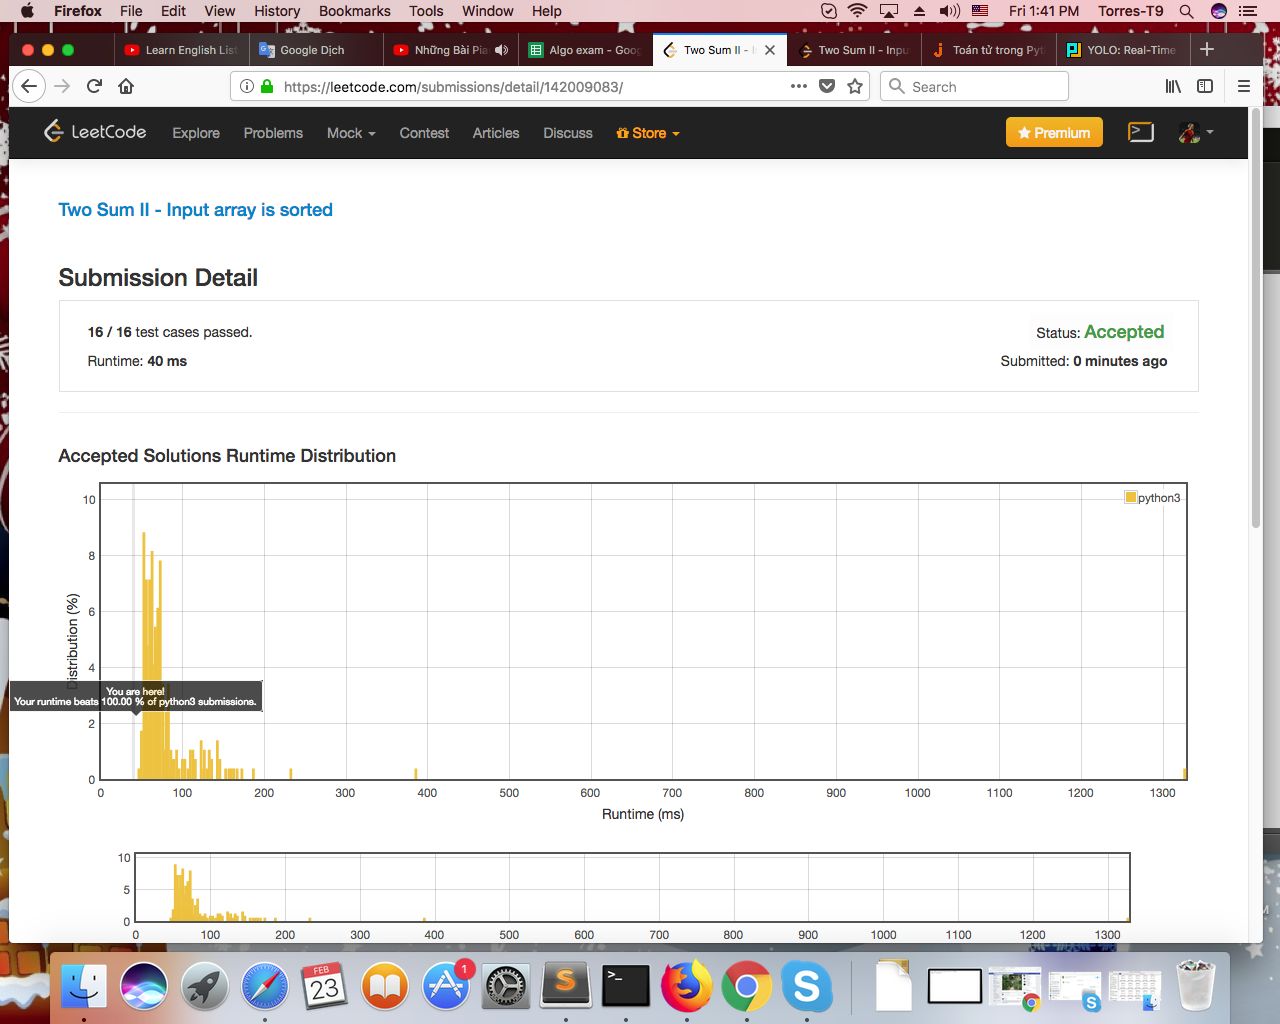 Firefox File Edit View History Bookmarks Tools Window Help Fri 1:41 PM Torres-T9
Learn English List Google Dịch Những Bài Pia Algo exam - Goo Two Sum II - I Two Sum II - Inpu Toán tử trong Pyt YOLO: Real-Time
https://leetcode.com/submissions/detail/142009083/ Search
LeetCode Explore Problems Mock Contest Articles Discuss Store Premium
Two Sum II - Input array is sorted
Submission Detail
16 / 16 test cases passed. Status: Accepted
Runtime: 40 ms Submitted: 0 minutes ago
Accepted Solutions Runtime Distribution
python3
10
8
6
4
2
0
Distribution (%)
You are here!
Your runtime beats 100.00 % of python3 submissions.
0 100 200 300 400 500 600 700 800 900 1000 1100 1200 1300
Runtime (ms)
10
5
0
0 100 200 300 400 500 600 700 800 900 1000 1100 1200 1300
FEB
23
1